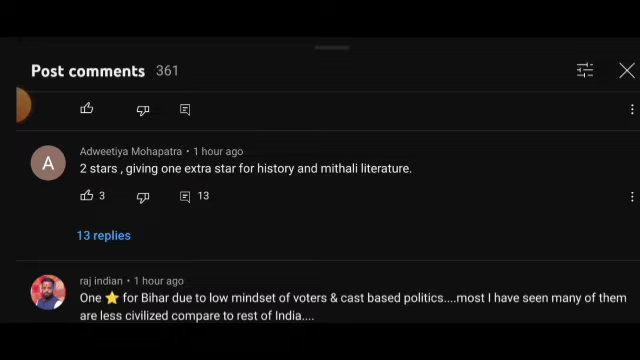 Post comments 361
Adweetiya Mohapatra • 1 hour ago
A
2 stars , giving one extra star for history and mithali literature.
3 13
13 replies
raj indian • 1 hour ago
One ⭐ for Bihar due to low mindset of voters & cast based politics....most I have seen many of them
are less civilized compare to rest of India....